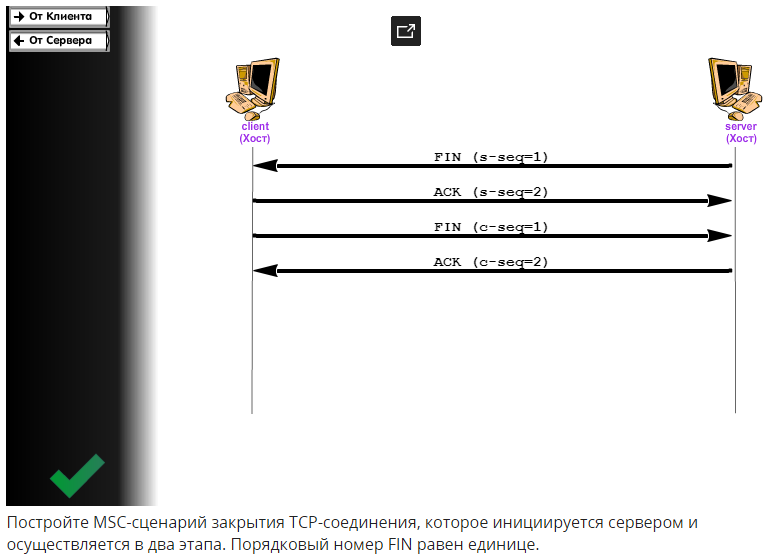 От Клиента
От Сервера
client
(Хост)
server
(Хост)
FIN (s-seq=1)
ACK (s-seq=2)
FIN (c-seq=1)
ACK (c-seq=2)
Постройте MSC-сценарий закрытия TCP-соединения, которое инициируется сервером и
осуществляется в два этапа. Порядковый номер FIN равен единице.